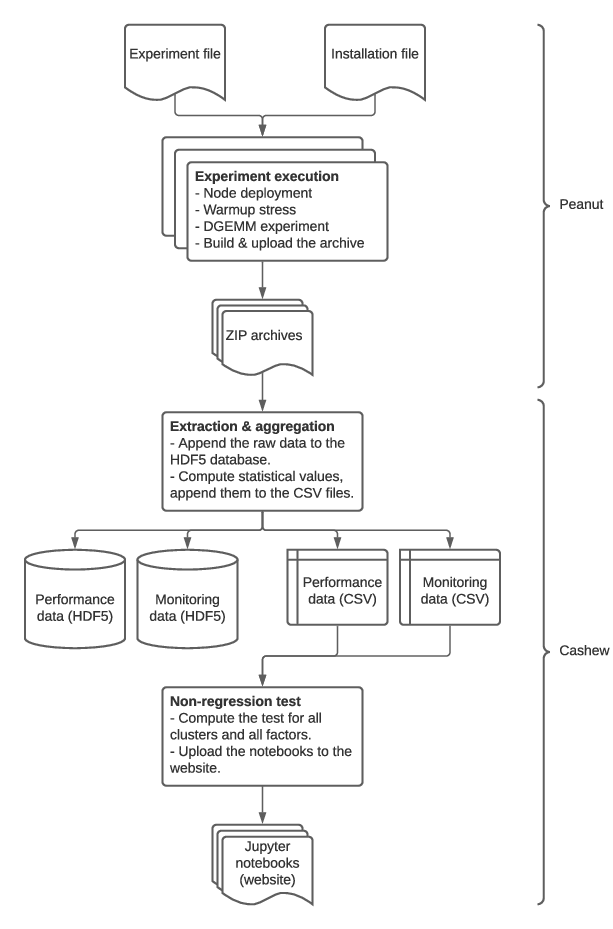 Experiment file
Installation file
Experiment execution
- Node deployment
- Warmup stress
- DGEMM experiment
- Build & upload the archive
Peanut
ZIP archives
Extraction & aggregation
- Append the raw data to the
HDF5 database.
- Compute statistical values,
append them to the CSV files.
Performance
data (HDF5)
Monitoring
data (HDF5)
Performance
data (CSV)
Monitoring
data (CSV)
Cashew
Non-regression test
- Compute the test for all
clusters and all factors.
- Upload the notebooks to the
website.
Jupyter
notebooks
(website)